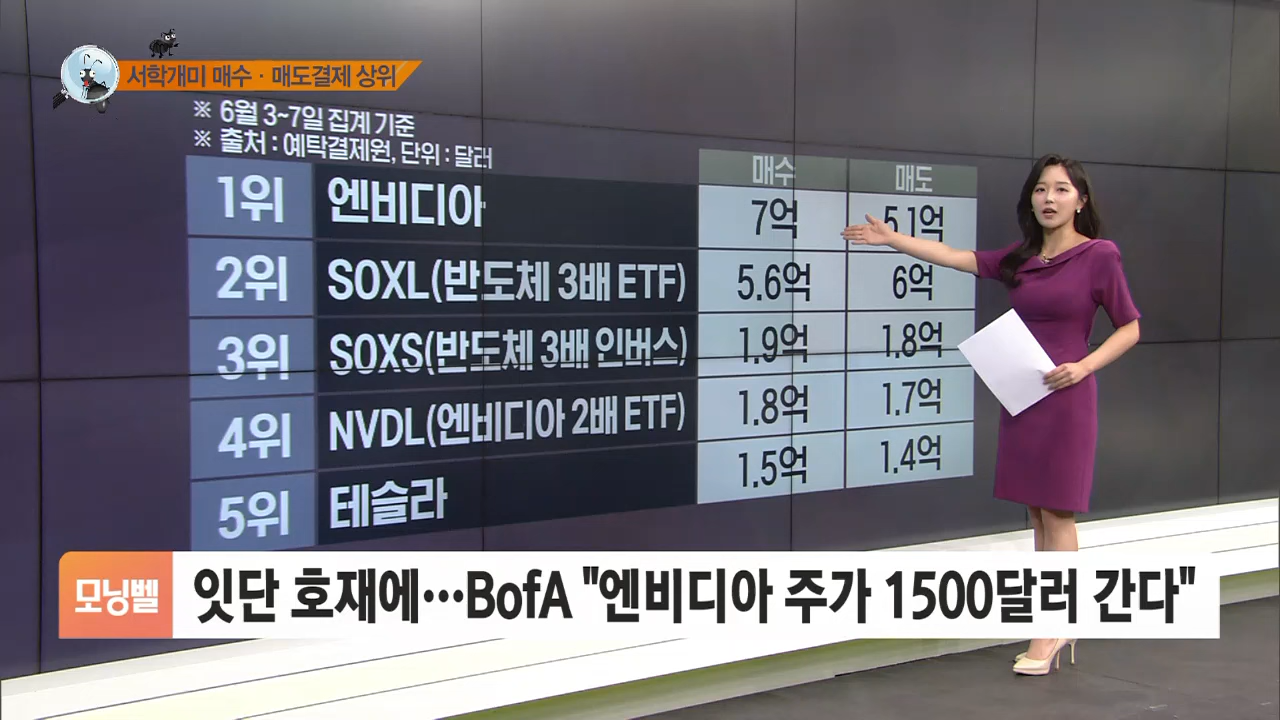 서학개미 매수·매도결제 상위
※ 6월 3~7일 집계 기준
※ 출처 : 예탁결제원, 단위 : 달러
매수 매도
1위 엔비디아 7억 5.1억
2위 SOXL(반도체 3배 ETF) 5.6억 6억
3위 SOXS(반도체 3배 인버스) 1.9억 1.8억
4위 NVDL(엔비디아 2배 ETF) 1.8억 1.7억
5위 테슬라 1.5억 1.4억
모닝벨 잇단 호재에…BofA "엔비디아 주가 1500달러 간다"